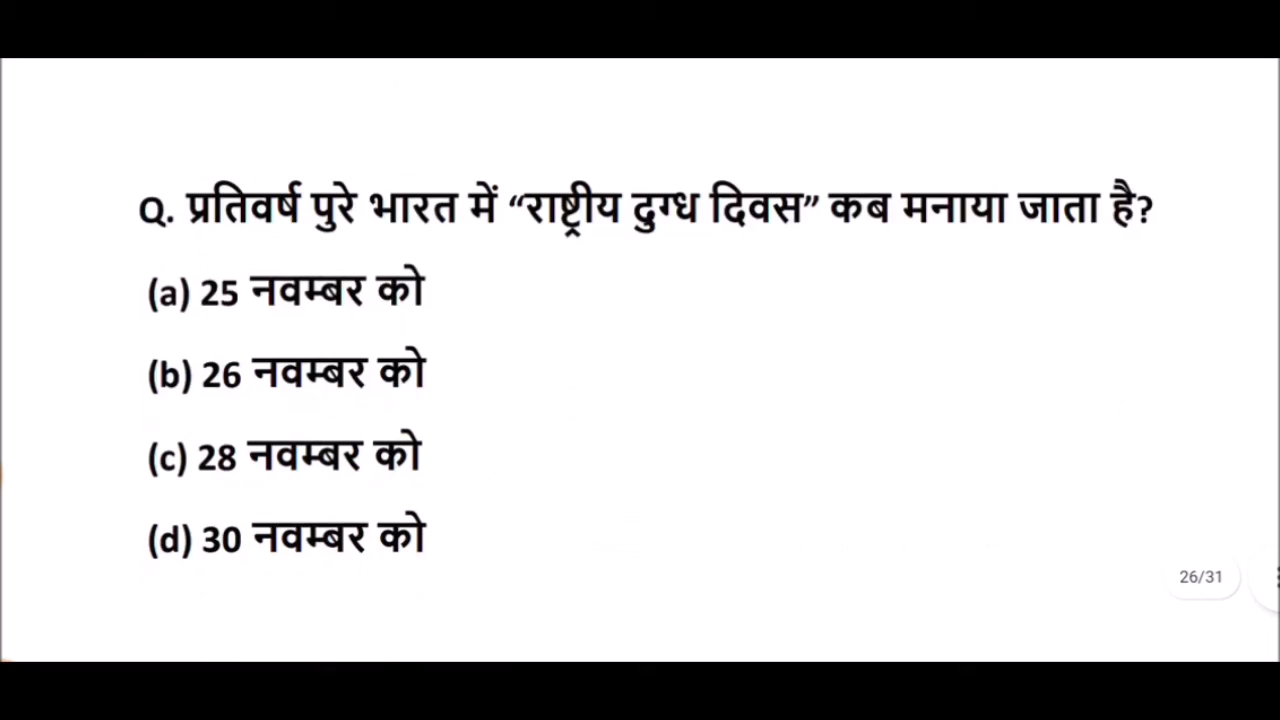 Q. प्रतिवर्ष पुरे भारत में “राष्ट्रीय दुग्ध दिवस” कब मनाया जाता है?
(a) 25 नवम्बर को
(b) 26 नवम्बर को
(c) 28 नवम्बर को
(d) 30 नवम्बर को
26/31